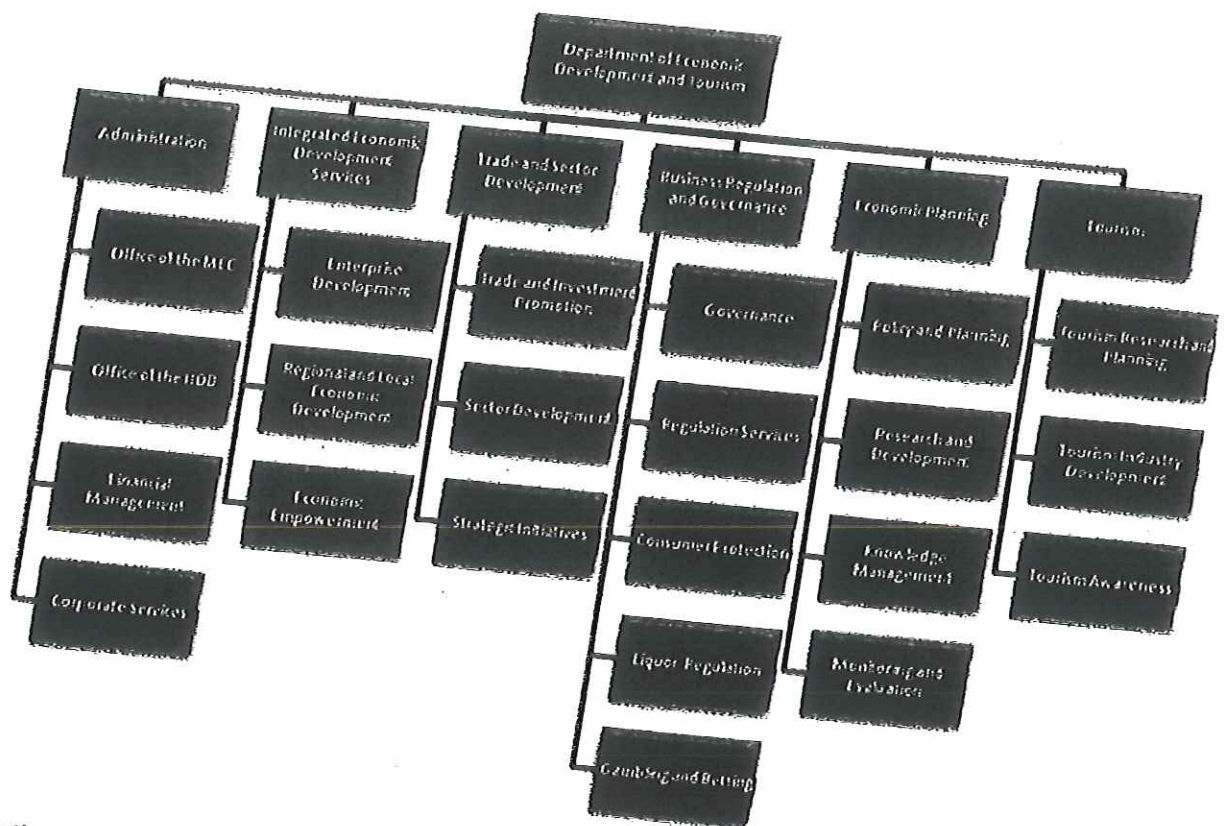 Department of Economic
Development and Tourism
Administration
Office of the MEC
Office of the HOD
Financial
Management
Corporate Services
Integrated Economic
Development
Services
Enterprise
Development
Regional and Local
Economic
Development
Economic
Empowerment
Trade and Sector
Development
Trade and Investment
Promotion
Sector Development
Strategic Initiatives
Business Regulation
and Governance
Governance
Regulation Services
Consumer Protection
Liquor Regulation
Gambling and Betting
Economic Planning
Policy and Planning
Research and
Development
Knowledge
Management
Monitoring and
Evaluation
Tourism
Tourism Research and
Planning
Tourism Industry
Development
Tourism Awareness